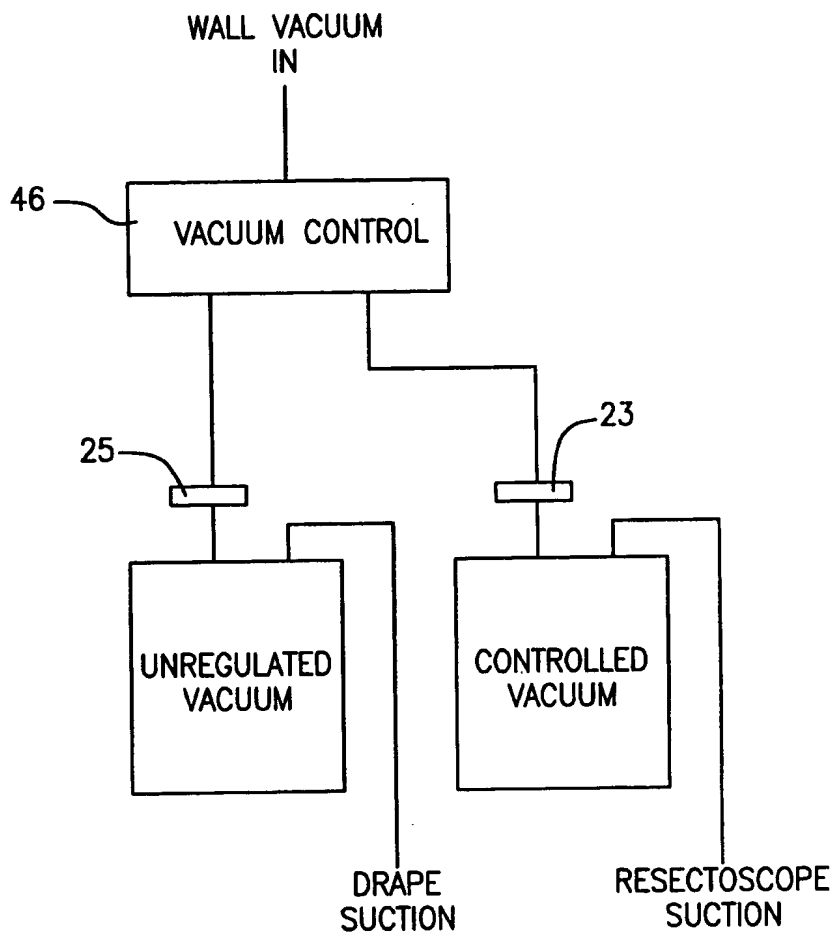 WALL VACUUM
IN
46
VACUUM CONTROL
23
25
UNREGULATED
VACUUM
CONTROLLED
VACUUM
DRAPE
SUCTION
RESECTOSCOPE
SUCTION